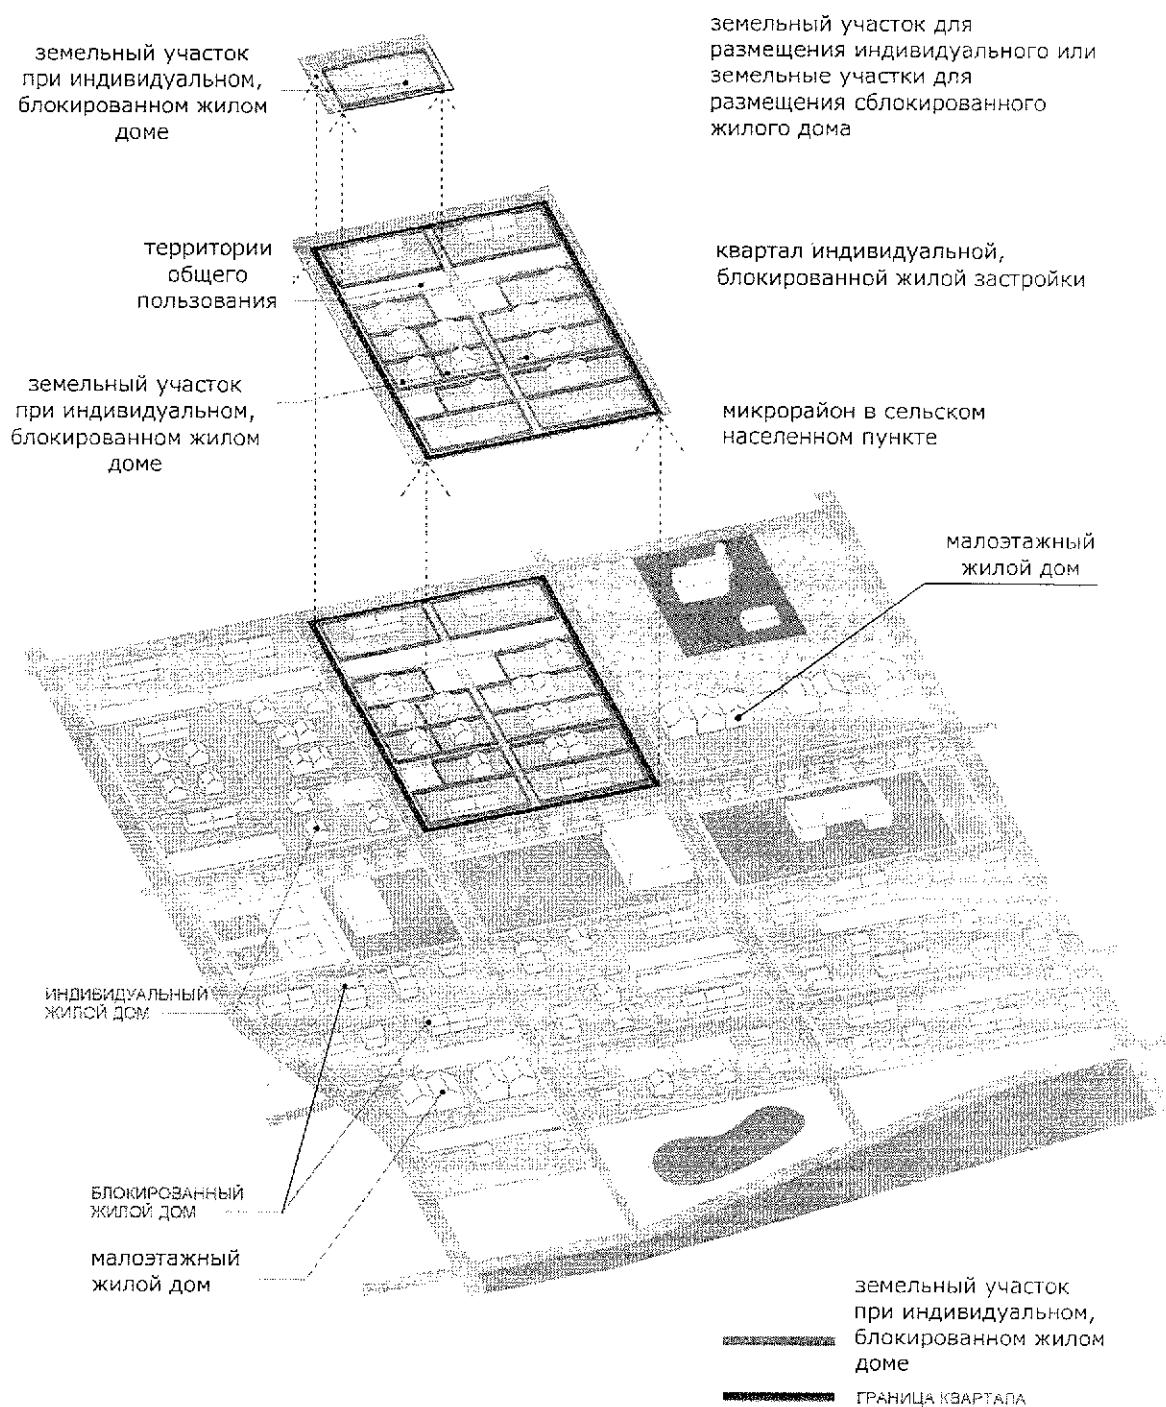 земельный участок
при индивидуальном,
блокированном жилом
доме
земельный участок для
размещения индивидуального или
земельные участки для
размещения сблокированного
жилого дома
территории
общего
пользования
квартал индивидуальной,
блокированной жилой застройки
земельный участок
при индивидуальном,
блокированном жилом
доме
микрорайон в сельском
населенном пункте
малоэтажный
жилой дом
ИНДИВИДУАЛЬНЫЙ
ЖИЛОЙ ДОМ
БЛОКИРОВАННЫЙ
ЖИЛОЙ ДОМ
малоэтажный
жилой дом
земельный участок
при индивидуальном,
блокированном жилом
доме
ГРАНИЦА КВАРТАЛА